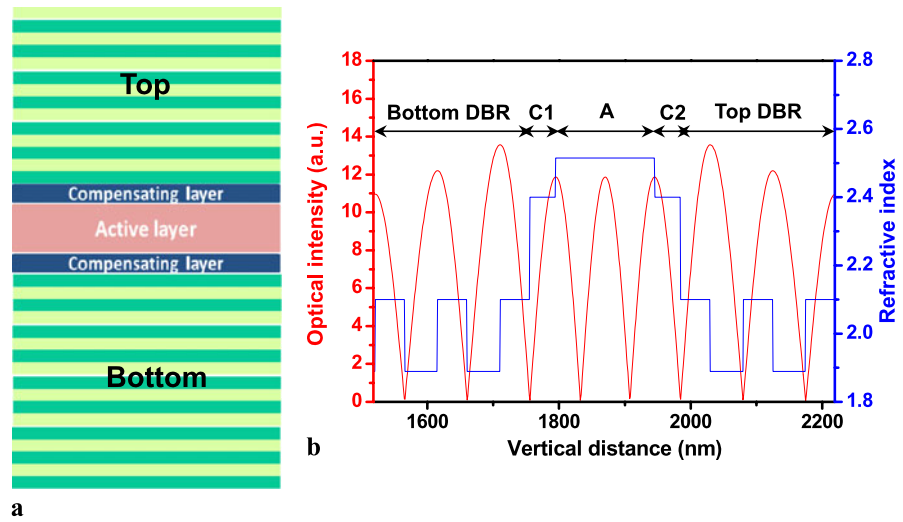 Top
Compensating layer
Active layer
Compensating layer
Bottom
a
18
16
14
12
10
8
6
4
2
0
Optical intensity (a.u.)
Bottom DBR
C1
A
C2
Top DBR
2.8
2.6
2.4
2.2
2.0
1.8
Refractive index
1600
1800
2000
2200
Vertical distance (nm)
b